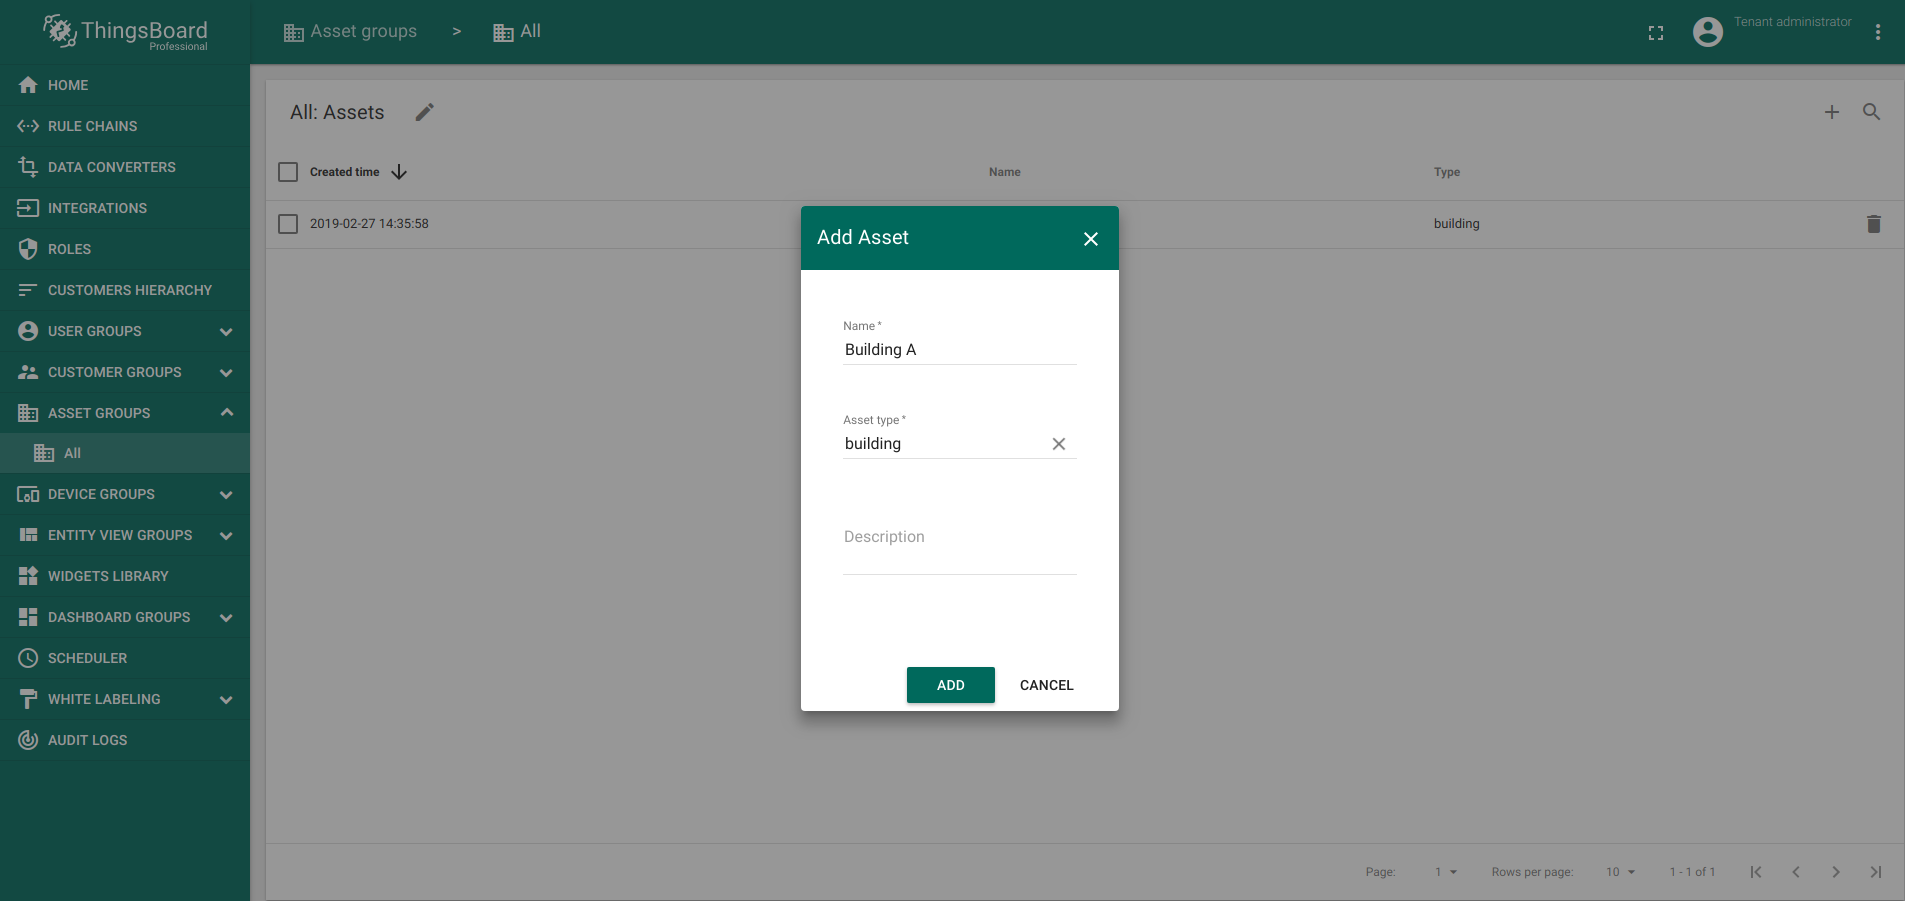 ThingsBoard
Professional
Asset groups > All
Tenant administrator
HOME
RULE CHAINS
DATA CONVERTERS
INTEGRATIONS
ROLES
CUSTOMERS HIERARCHY
USER GROUPS
CUSTOMER GROUPS
ASSET GROUPS
All
DEVICE GROUPS
ENTITY VIEW GROUPS
WIDGETS LIBRARY
DASHBOARD GROUPS
SCHEDULER
WHITE LABELING
AUDIT LOGS
All: Assets
Created time Name Type
2019-02-27 14:35:58 building
Add Asset
Name *
Building A
Asset type *
building
Description
ADD CANCEL
Page: 1 Rows per page: 10 1 - 1 of 1